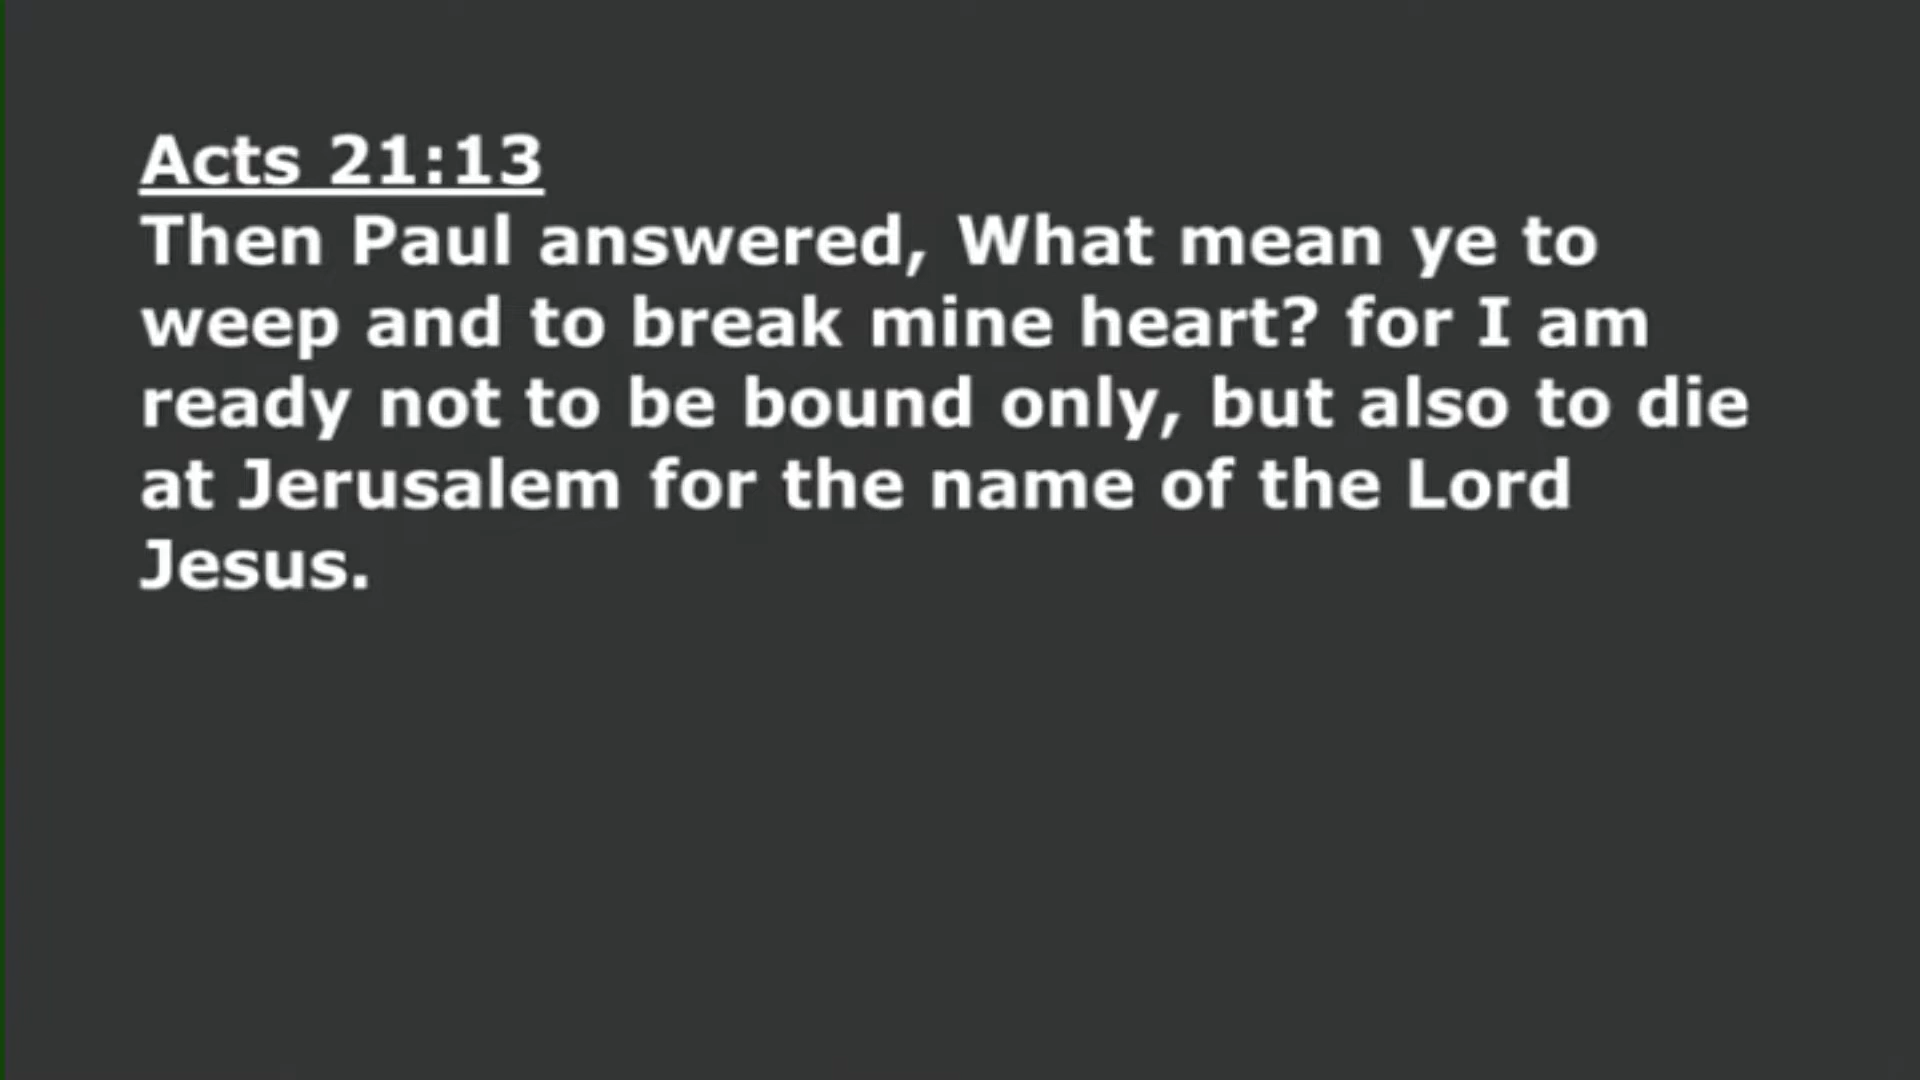 Acts 21:13
Then Paul answered, What mean ye to
weep and to break mine heart? for I am
ready not to be bound only, but also to die
at Jerusalem for the name of the Lord
Jesus.